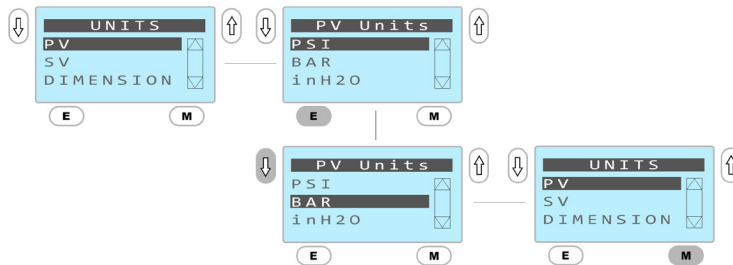 UNITS
PV
SV
DIMENSION
E
M
PV Units
PSI
BAR
inH2O
E
M
PV Units
PSI
BAR
inH2O
E
M
UNITS
PV
SV
DIMENSION
E
M